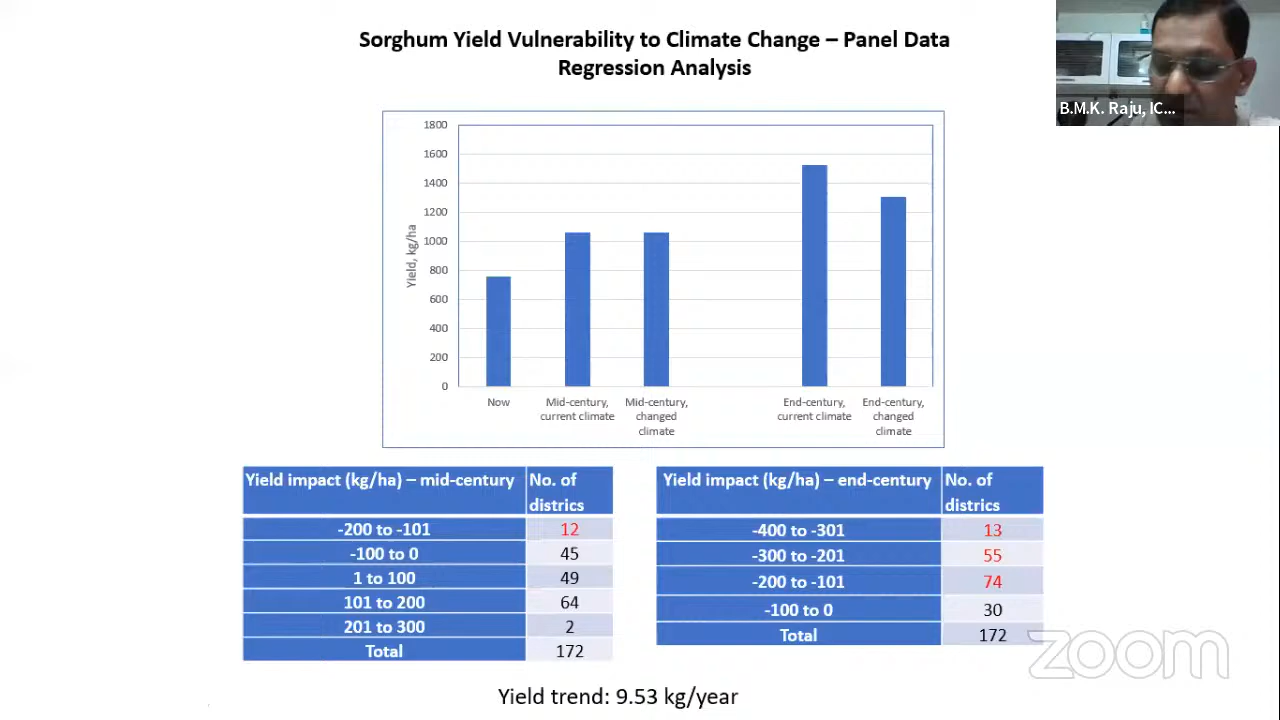 Sorghum Yield Vulnerability to Climate Change – Panel Data
Regression Analysis
B.M.K. Raju, IC...
1800
1600
1400
1200
1000
800
600
400
200
0
Yield, kg/ha
Now
Mid-century,
current climate
Mid-century,
changed
climate
End-century,
current climate
End-century,
changed
climate
Yield impact (kg/ha) – mid-century No. of
districs
-200 to -101 12
-100 to 0 45
1 to 100 49
101 to 200 64
201 to 300 2
Total 172
Yield impact (kg/ha) – end-century No. of
districs
-400 to -301 13
-300 to -201 55
-200 to -101 74
-100 to 0 30
Total 172
zoom
Yield trend: 9.53 kg/year